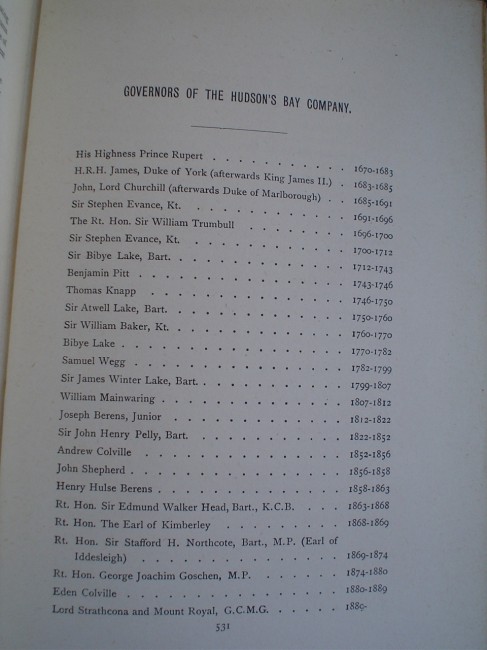 GOVERNORS OF THE HUDSON'S BAY COMPANY.
His Highness Prince Rupert . . . . . . . . . 1670-1683
H.R.H. James, Duke of York (afterwards King James II.) . 1683-1685
John, Lord Churchill (afterwards Duke of Marlborough) . . 1685-1691
Sir Stephen Evance, Kt. . . . . . . . . . 1691-1696
The Rt. Hon. Sir William Trumbull . . . . . . . 1696-1700
Sir Stephen Evance, Kt. . . . . . . . . . 1700-1712
Sir Bibye Lake, Bart. . . . . . . . . . . 1712-1743
Benjamin Pitt . . . . . . . . . . . . 1743-1746
Thomas Knapp . . . . . . . . . . . 1746-1750
Sir Atwell Lake, Bart. . . . . . . . . . . 1750-1760
Sir William Baker, Kt. . . . . . . . . . . 1760-1770
Bibye Lake . . . . . . . . . . . . 1770-1782
Samuel Wegg . . . . . . . . . . . . 1782-1799
Sir James Winter Lake, Bart. . . . . . . . . 1799-1807
William Mainwaring . . . . . . . . . . . 1807-1812
Joseph Berens, Junior . . . . . . . . . . 1812-1822
Sir John Henry Pelly, Bart. . . . . . . . . 1822-1852
Andrew Colville . . . . . . . . . . . 1852-1856
John Shepherd . . . . . . . . . . . . 1856-1858
Henry Hulse Berens . . . . . . . . . . . 1858-1863
Rt. Hon. Sir Edmund Walker Head, Bart., K.C.B. . . . 1863-1868
Rt. Hon. The Earl of Kimberley . . . . . . . 1868-1869
Rt. Hon. Sir Stafford H. Northcote, Bart., M.P. (Earl of
Iddesleigh) . . . . . . . . . . . 1869-1874
Rt. Hon. George Joachim Goschen, M.P. . . . . . 1874-1880
Eden Colville . . . . . . . . . . . . 1880-1889
Lord Strathcona and Mount Royal, G.C.M.G. . . . . . 1889-
531